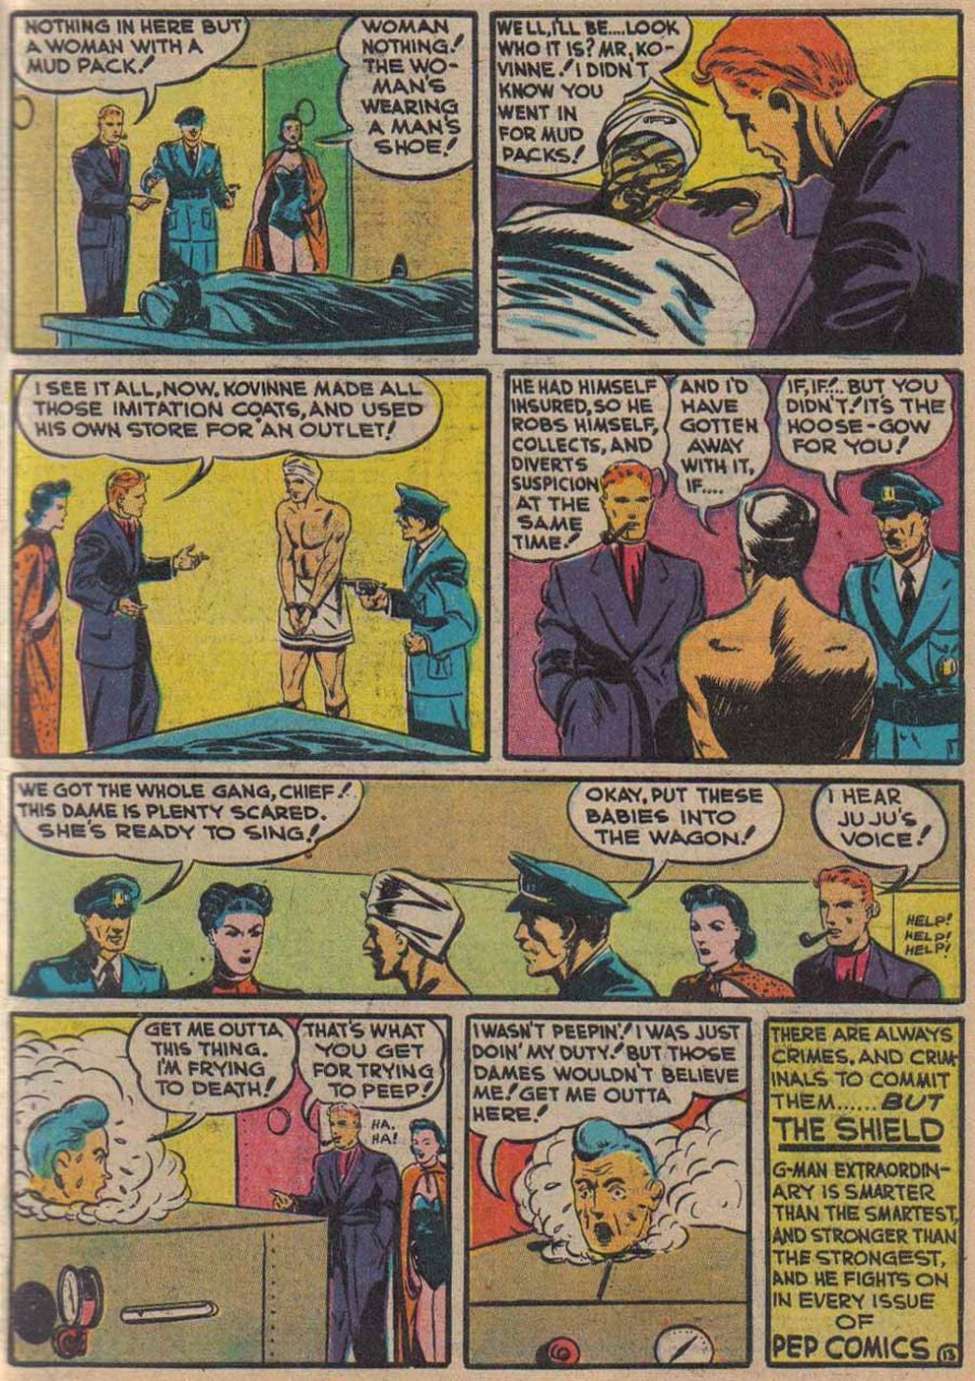 NOTHING IN HERE BUT
A WOMAN WITH A
MUD PACK!
WOMAN
NOTHING!
THE WO-
MAN'S
WEARING
A MAN'S
SHOE!
WELL, I'LL BE....LOOK
WHO IT IS? MR. KO-
VINNE! I DIDN'T
KNOW YOU
WENT IN
FOR MUD
PACKS!
I SEE IT ALL, NOW. KOVINNE MADE ALL
THOSE IMITATION COATS, AND USED
HIS OWN STORE FOR AN OUTLET!
HE HAD HIMSELF
INSURED, SO HE
ROBS HIMSELF,
COLLECTS, AND
DIVERTS
SUSPICION
AT THE
SAME
TIME!
AND I'D
HAVE
GOTTEN
AWAY
WITH IT,
IF....
IF, IF!.. BUT YOU
DIDN'T! IT'S THE
HOOSE-GOW
FOR YOU!
WE GOT THE WHOLE GANG, CHIEF!
THIS DAME IS PLENTY SCARED.
SHE'S READY TO SING!
OKAY, PUT THESE
BABIES INTO
THE WAGON!
I HEAR
JU JU'S
VOICE!
HELP!
HELP!
HELP!
GET ME OUTTA
THIS THING.
I'M FRYING
TO DEATH!
THAT'S WHAT
YOU GET
FOR TRYING
TO PEEP!
HA,
HA!
I WASN'T PEEPIN'! I WAS JUST
DOIN' MY DUTY! BUT THOSE
DAMES WOULDN'T BELIEVE
ME! GET ME OUTTA
HERE!
THERE ARE ALWAYS
CRIMES, AND CRIM-
INALS TO COMMIT
THEM...... BUT
THE SHIELD
G-MAN EXTRAORDIN-
ARY IS SMARTER
THAN THE SMARTEST,
AND STRONGER THAN
THE STRONGEST,
AND HE FIGHTS ON
IN EVERY ISSUE
OF
PEP COMICS
13